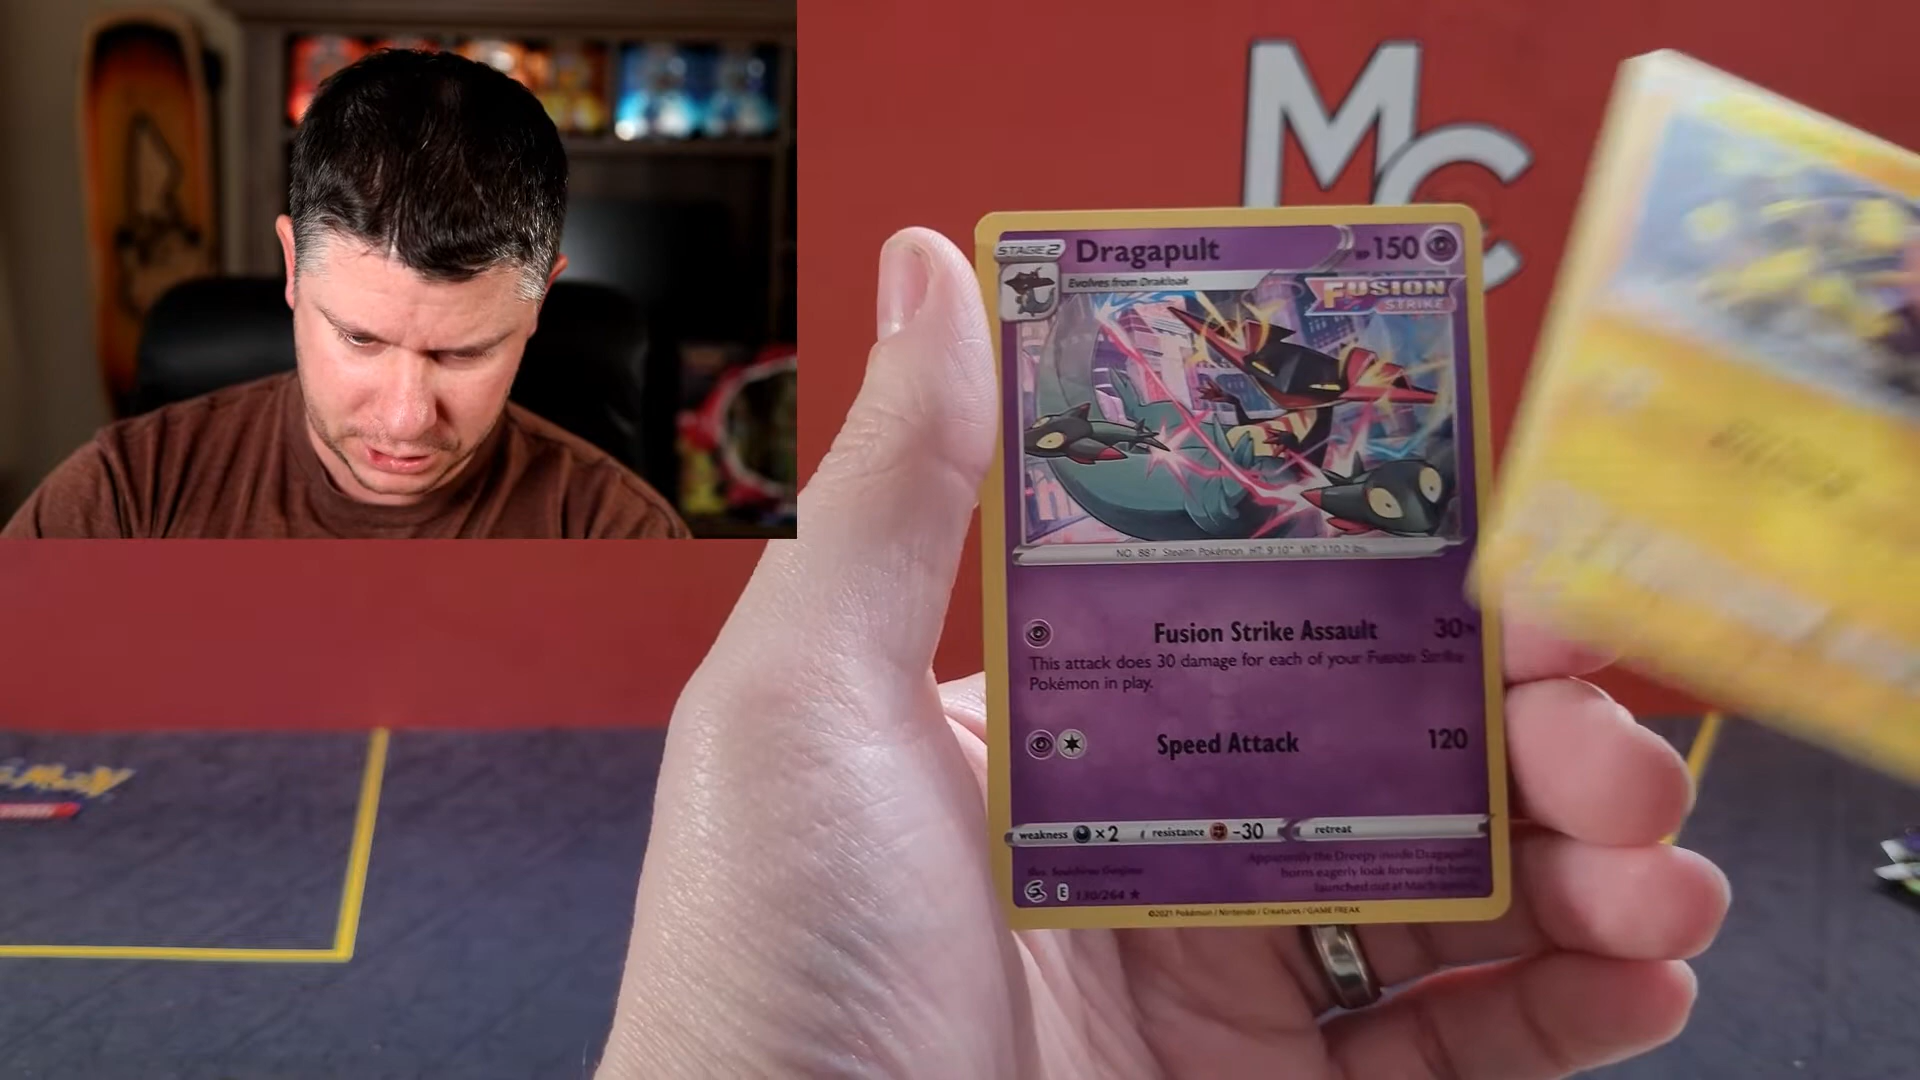 MC
STAGE 2
Dragapult
HP 150
Evolves from Drakloak
FUSION
STRIKE
NO. 887 Stealth Pokémon HT: 9'10" WT: 110.2 lbs.
Fusion Strike Assault 30×
This attack does 30 damage for each of your Fusion Strike
Pokémon in play.
Speed Attack 120
weakness ×2 resistance -30 retreat
Apparently the Dreepy inside Dragapult's
horns eagerly look forward to being
launched out at Mach speeds.
E 130/264 ★
©2021 Pokémon / Nintendo / Creatures / GAME FREAK